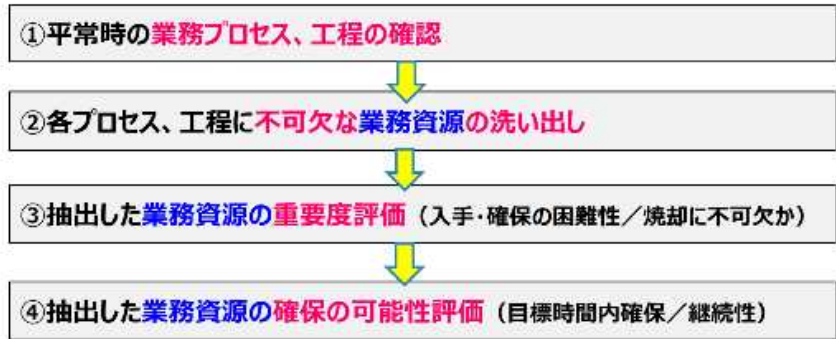 ①平常時の業務プロセス、工程の確認
②各プロセス、工程に不可欠な業務資源の洗い出し
③抽出した業務資源の重要度評価（入手・確保の困難性／焼却に不可欠か）
④抽出した業務資源の確保の可能性評価（目標時間内確保／継続性）